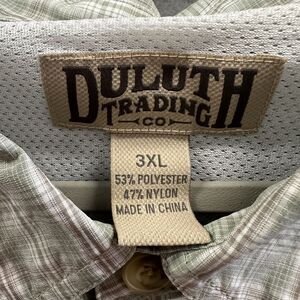 DULUTH
TRADING
CO
3XL
53% POLYESTER
47% NYLON
MADE IN CHINA